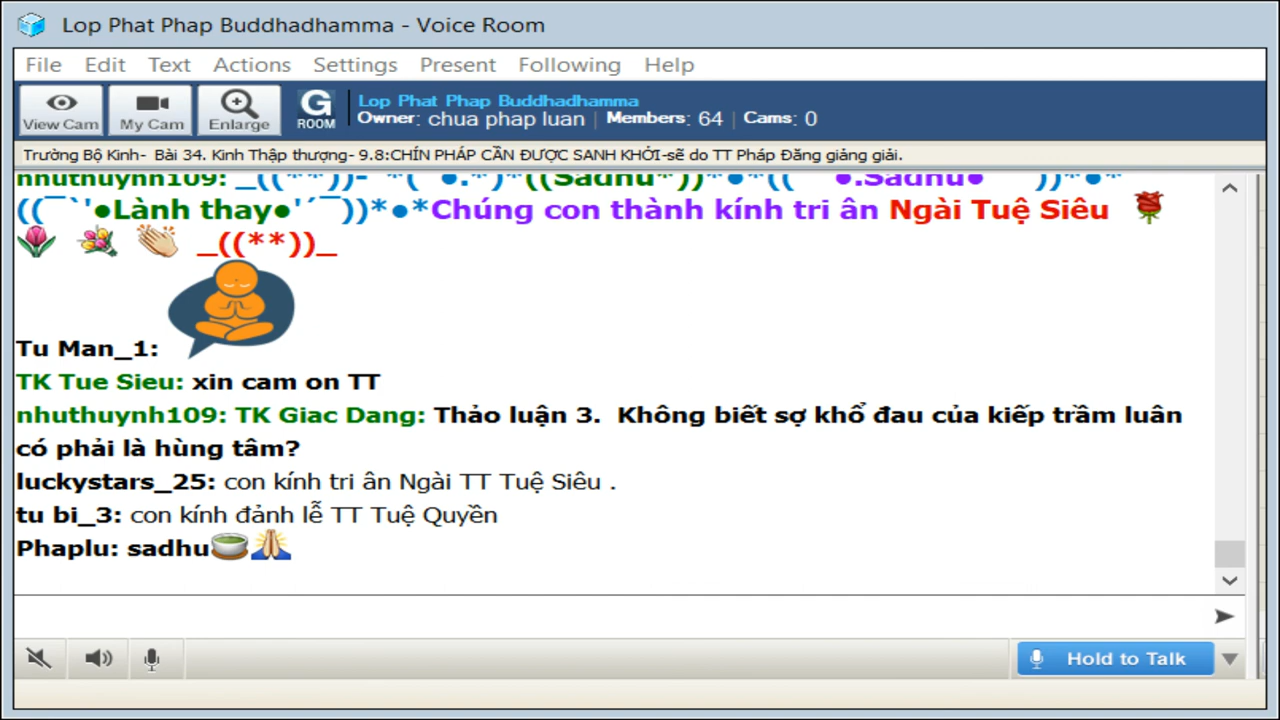 Lop Phat Phap Buddhadhamma - Voice Room
File Edit Text Actions Settings Present Following Help
View Cam My Cam Enlarge G ROOM
Lop Phat Phap Buddhadhamma
Owner: chua phap luan | Members: 64 | Cams: 0
Trường Bộ Kinh- Bài 34. Kinh Thập thượng- 9.8:CHÍN PHÁP CẦN ĐƯỢC SANH KHỞI-sẽ do TT Pháp Đăng giảng giải.
nhuthuynh109: _((**))- *(¯`●.*)*((Sadhu*))*●*((¯`●.Sadhu●´¯))*●*
((¯`'●Lành thay●'´¯))*●*Chúng con thành kính tri ân Ngài Tuệ Siêu
_((**))_
Tu Man_1:
TK Tue Sieu: xin cam on TT
nhuthuynh109: TK Giac Dang: Thảo luận 3. Không biết sợ khổ đau của kiếp trầm luân
có phải là hùng tâm?
luckystars_25: con kính tri ân Ngài TT Tuệ Siêu .
tu bi_3: con kính đảnh lễ TT Tuệ Quyền
Phaplu: sadhu
Hold to Talk